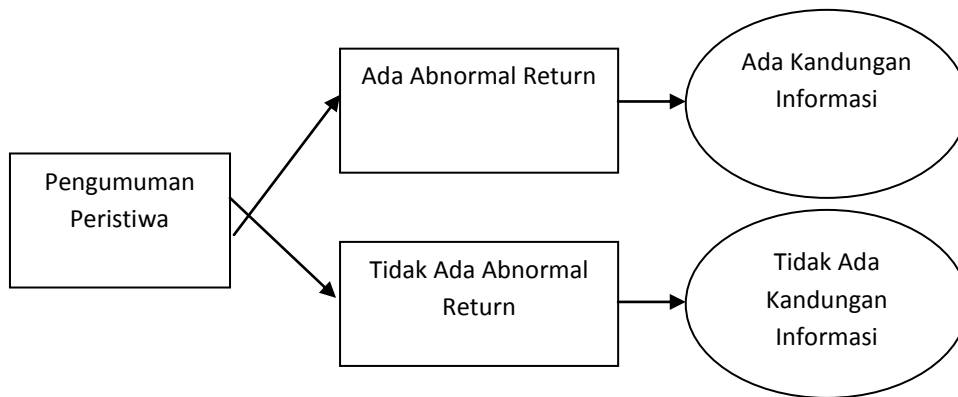 Pengumuman
Peristiwa
Ada Abnormal Return
Ada Kandungan
Informasi
Tidak Ada Abnormal
Return
Tidak Ada
Kandungan
Informasi